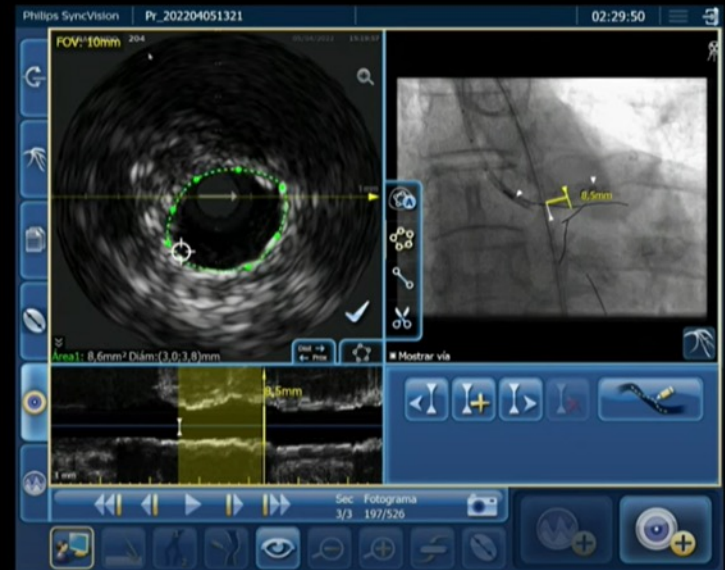 Philips SyncVision
Pr_202204051321
02:29:50
FOV: 10mm
204
1 mm
8,5mm
Área1: 8,6mm² Diám:(3,0;3,8)mm
Dist →
← Prox
Mostrar vía
8,5mm
1 mm
Sec Fotograma
3/3 197/526